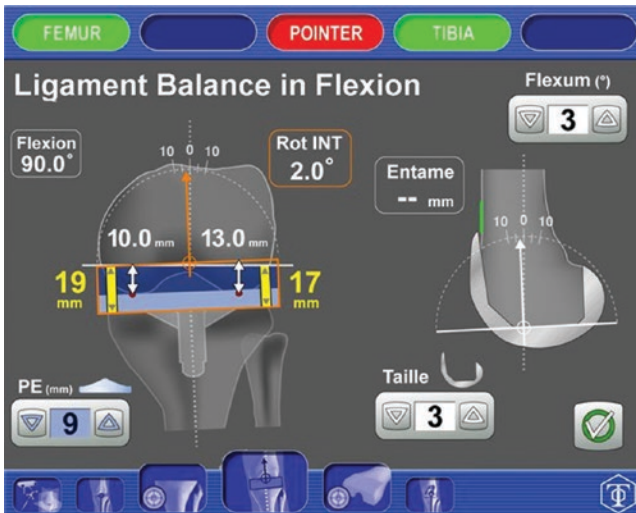 FEMUR POINTER TIBIA
Ligament Balance in Flexion
Flexum (°)
3
Flexion
90.0°
10 0 10
Rot INT
2.0°
Entame
-- mm
10 0 10
10.0 mm 13.0 mm
19 mm
17 mm
PE (mm)
9
Taille
3